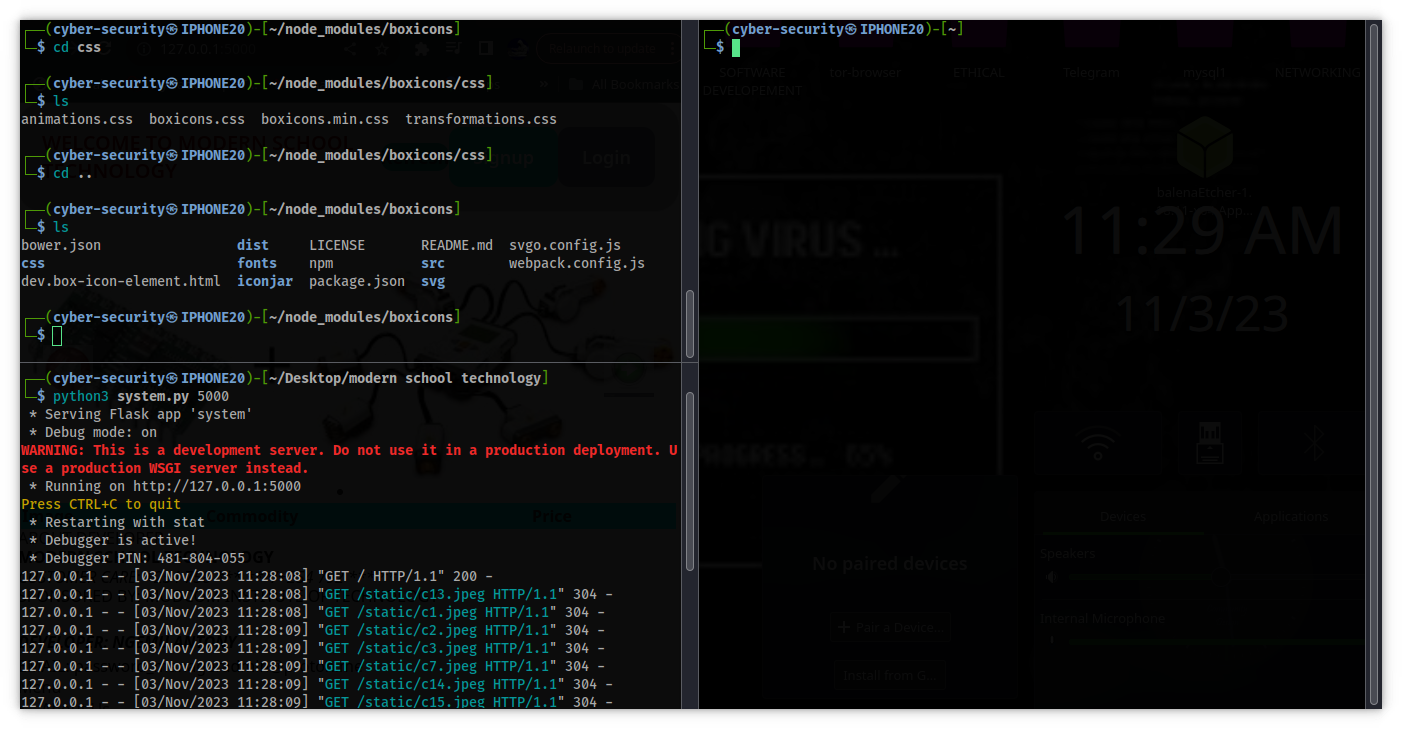 ┌──(cyber-security㉿IPHONE20)-[~/node_modules/boxicons]
└─$ cd css
┌──(cyber-security㉿IPHONE20)-[~/node_modules/boxicons/css]
└─$ ls
animations.css  boxicons.css  boxicons.min.css  transformations.css
┌──(cyber-security㉿IPHONE20)-[~/node_modules/boxicons/css]
└─$ cd ..
┌──(cyber-security㉿IPHONE20)-[~/node_modules/boxicons]
└─$ ls
bower.json                 dist     LICENSE       README.md  svgo.config.js
css                        fonts    npm           src        webpack.config.js
dev.box-icon-element.html  iconjar  package.json  svg
┌──(cyber-security㉿IPHONE20)-[~/node_modules/boxicons]
└─$
┌──(cyber-security㉿IPHONE20)-[~/Desktop/modern school technology]
└─$ python3 system.py 5000
 * Serving Flask app 'system'
 * Debug mode: on
WARNING: This is a development server. Do not use it in a production deployment. U
se a production WSGI server instead.
 * Running on http://127.0.0.1:5000
Press CTRL+C to quit
 * Restarting with stat
 * Debugger is active!
 * Debugger PIN: 481-804-055
127.0.0.1 - - [03/Nov/2023 11:28:08] "GET / HTTP/1.1" 200 -
127.0.0.1 - - [03/Nov/2023 11:28:08] "GET /static/c13.jpeg HTTP/1.1" 304 -
127.0.0.1 - - [03/Nov/2023 11:28:09] "GET /static/c1.jpeg HTTP/1.1" 304 -
127.0.0.1 - - [03/Nov/2023 11:28:09] "GET /static/c2.jpeg HTTP/1.1" 304 -
127.0.0.1 - - [03/Nov/2023 11:28:09] "GET /static/c3.jpeg HTTP/1.1" 304 -
127.0.0.1 - - [03/Nov/2023 11:28:09] "GET /static/c7.jpeg HTTP/1.1" 304 -
127.0.0.1 - - [03/Nov/2023 11:28:09] "GET /static/c14.jpeg HTTP/1.1" 304 -
127.0.0.1 - - [03/Nov/2023 11:28:09] "GET /static/c15.jpeg HTTP/1.1" 304 -
┌──(cyber-security㉿IPHONE20)-[~]
└─$
All Bookmarks
WELCOME TO MODERN SCHOOL
Login
Commodity
Price
SOFTWARE DEVELOPEMENT
tor-browser
ETHICAL
Telegram
mysql1
NETWORKING
balenaEtcher-1.
11:29 AM
11/3/23
VIRUS ...
Devices
Applications
Speakers
No paired devices
Internal Microphone
Pair a Device...
Install from G...